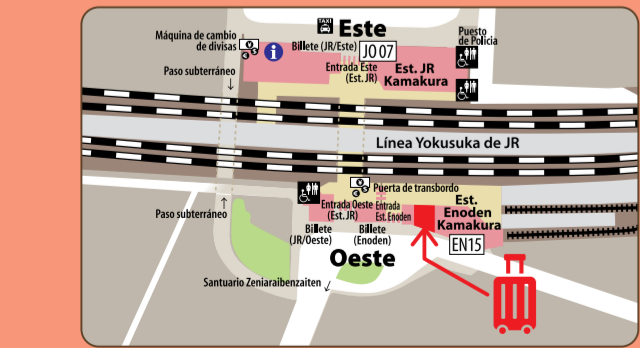 TAXI
Este
Máquina de cambio
de divisas
Billete (JR/Este)
JO 07
Puesto
de Policía
Entrada Este
(Est. JR)
Est. JR
Kamakura
Paso subterráneo
Línea Yokusuka de JR
Puerta de transbordo
Paso subterráneo
Entrada Oeste
(Est. JR)
Entrada
Est. Enoden
Est.
Enoden
Kamakura
Billete
(JR/Oeste)
Billete
(Enoden)
EN15
Oeste
Santuario Zeniaraibenzaiten